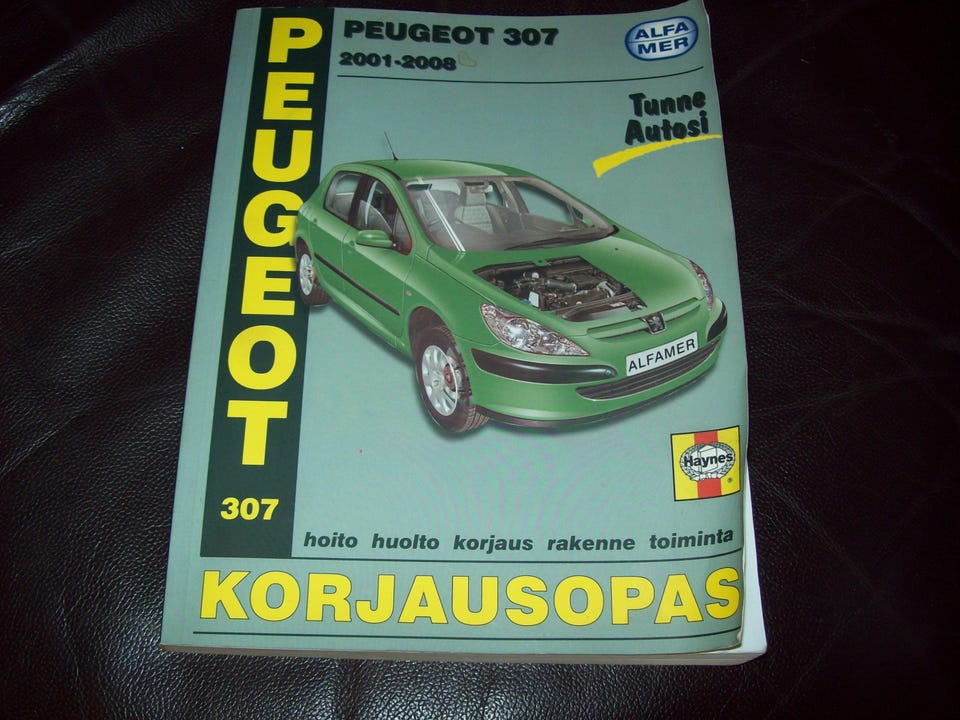 PEUGEOT
307
PEUGEOT 307
2001-2008
ALFA
MER
Tunne
Autosi
ALFAMER
Haynes
®
hoito huolto korjaus rakenne toiminta
KORJAUSOPAS